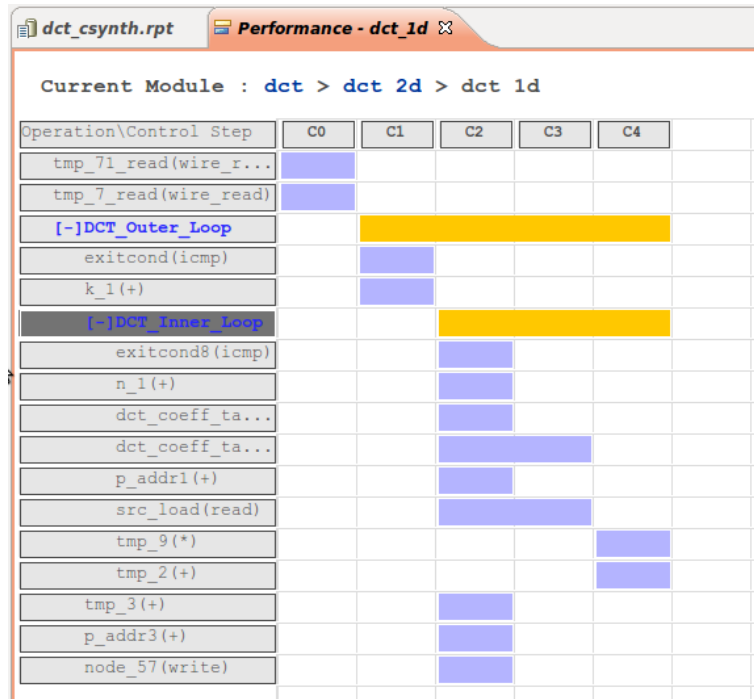 dct_csynth.rpt Performance - dct_1d
Current Module : dct > dct 2d > dct 1d
Operation\Control Step C0 C1 C2 C3 C4
tmp_71_read(wire_r...
tmp_7_read(wire_read)
[-]DCT_Outer_Loop
exitcond(icmp)
k_1(+)
[-]DCT_Inner_Loop
exitcond8(icmp)
n_1(+)
dct_coeff_ta...
dct_coeff_ta...
p_addr1(+)
src_load(read)
tmp_9(*)
tmp_2(+)
tmp_3(+)
p_addr3(+)
node_57(write)